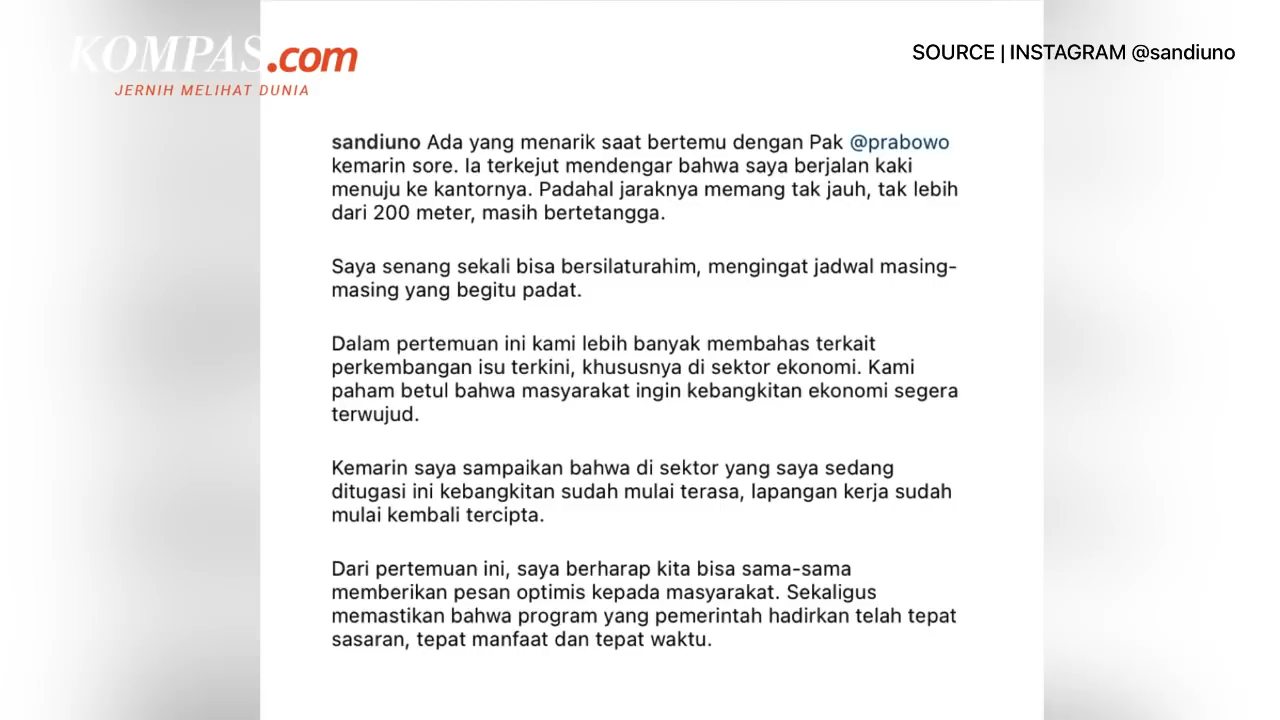 KOMPAS.com
JERNIH MELIHAT DUNIA
SOURCE | INSTAGRAM @sandiuno
sandiuno Ada yang menarik saat bertemu dengan Pak @prabowo
kemarin sore. Ia terkejut mendengar bahwa saya berjalan kaki
menuju ke kantornya. Padahal jaraknya memang tak jauh, tak lebih
dari 200 meter, masih bertetangga.
Saya senang sekali bisa bersilaturahim, mengingat jadwal masing-
masing yang begitu padat.
Dalam pertemuan ini kami lebih banyak membahas terkait
perkembangan isu terkini, khususnya di sektor ekonomi. Kami
paham betul bahwa masyarakat ingin kebangkitan ekonomi segera
terwujud.
Kemarin saya sampaikan bahwa di sektor yang saya sedang
ditugasi ini kebangkitan sudah mulai terasa, lapangan kerja sudah
mulai kembali tercipta.
Dari pertemuan ini, saya berharap kita bisa sama-sama
memberikan pesan optimis kepada masyarakat. Sekaligus
memastikan bahwa program yang pemerintah hadirkan telah tepat
sasaran, tepat manfaat dan tepat waktu.